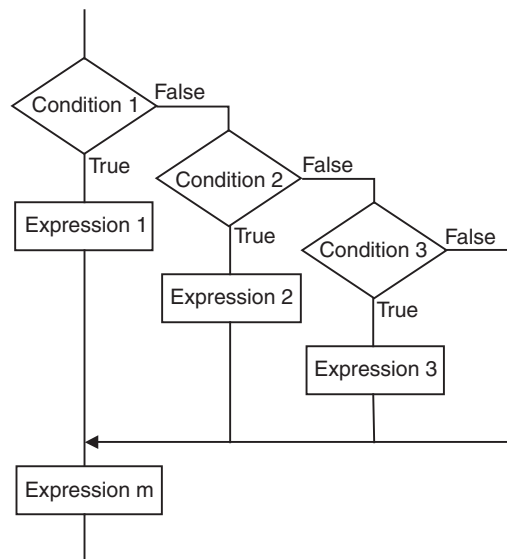 Condition 1
False
True
Condition 2
False
Expression 1
True
Condition 3
False
Expression 2
True
Expression 3
Expression m